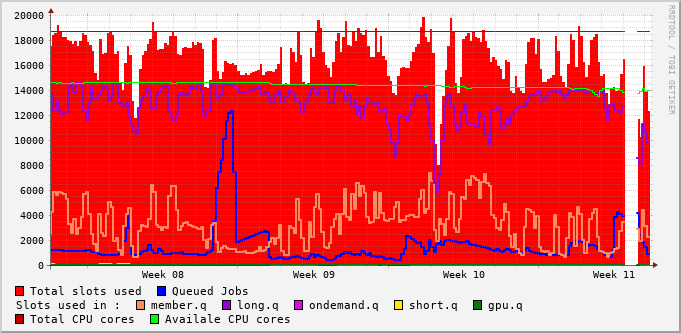 20000
18000
16000
14000
12000
10000
8000
6000
4000
2000
0
Week 08 Week 09 Week 10 Week 11
RRDTOOL / TOBI OETIKER
Total slots used Queued Jobs
Slots used in : member.q long.q ondemand.q short.q gpu.q
Total CPU cores Availale CPU cores